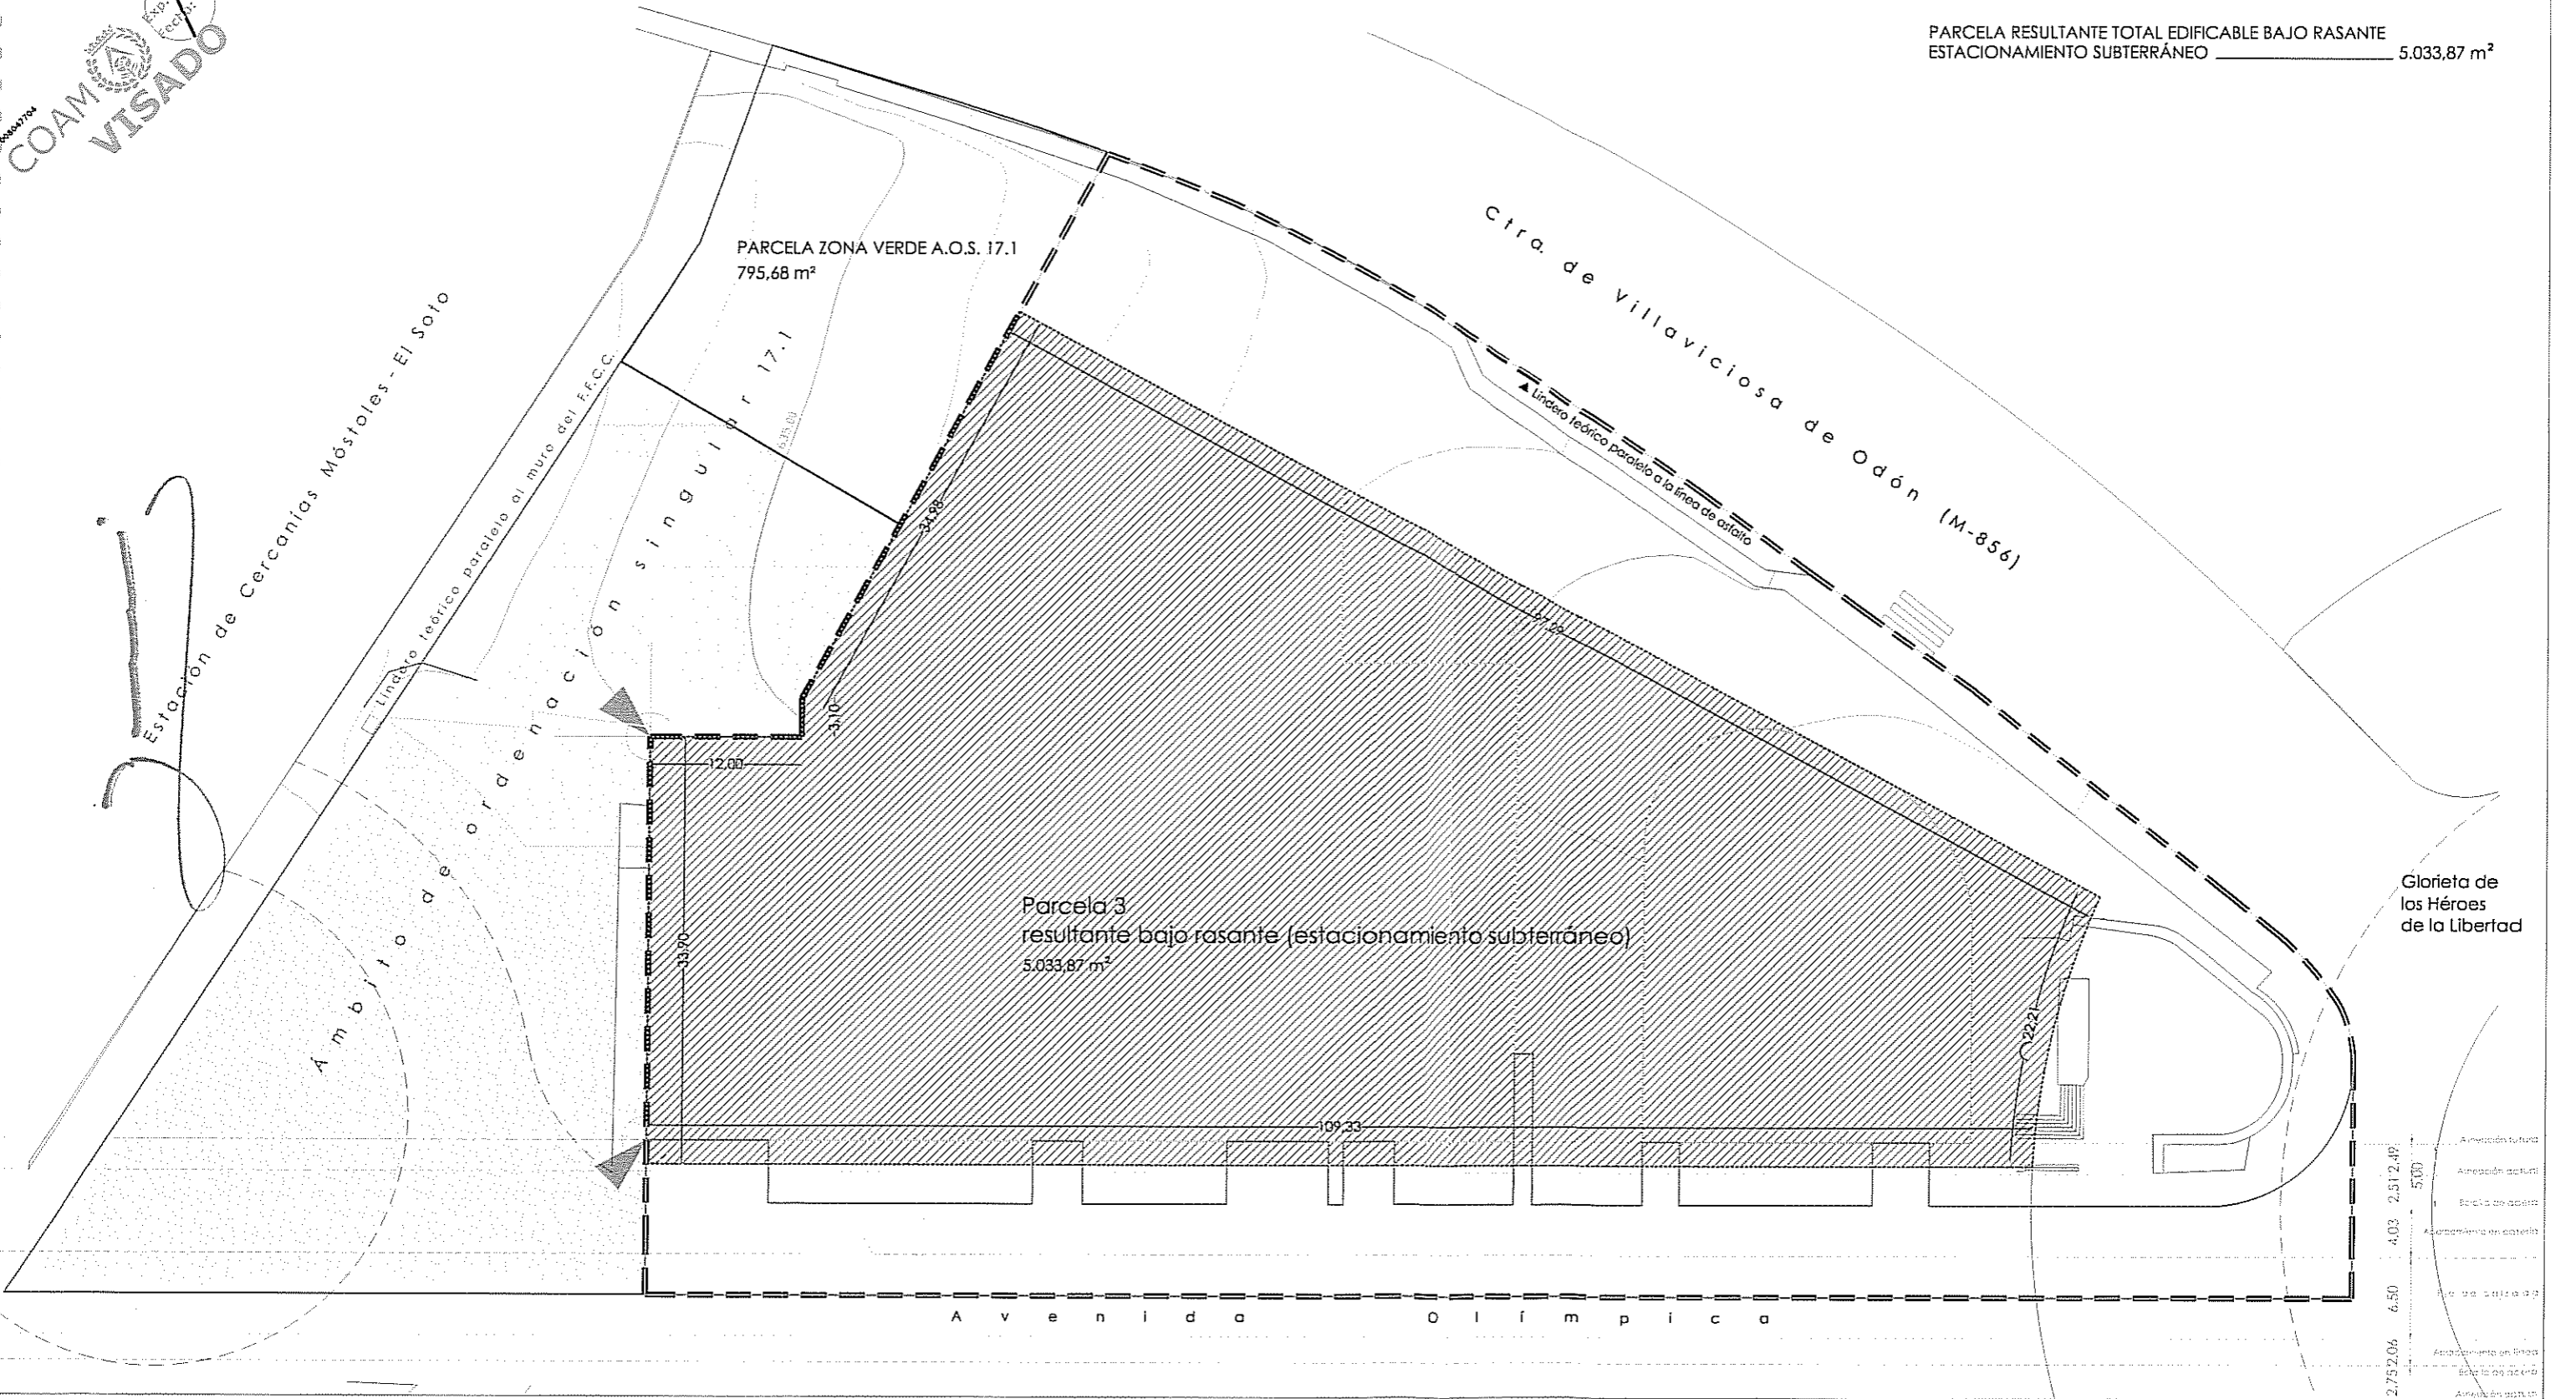 PARCELA RESULTANTE TOTAL EDIFICABLE BAJO RASANTE
ESTACIONAMIENTO SUBTERRÁNEO 5.033,87 m²
Exp.
Fecha:
COAM
VISADO
PARCELA ZONA VERDE A.O.S. 17.1
795,68 m²
Ctra. de Villaviciosa de Odón (M-856)
Lindero teórico paralelo a la línea de asfalto
Estación de Cercanías Móstoles - El Soto
Lindero teórico paralelo al muro del F.F.C.C.
Ámbito de ordenación singular 17.1
635.00
34,98
3,10
12,00
33,90
Parcela 3
resultante bajo rasante (estacionamiento subterráneo)
5.033,87 m²
22,21
109,33
Glorieta de
los Héroes
de la Libertad
Avenida Olímpica
2.49
2.51
5.00
4.03
6.50
2.06
2.75